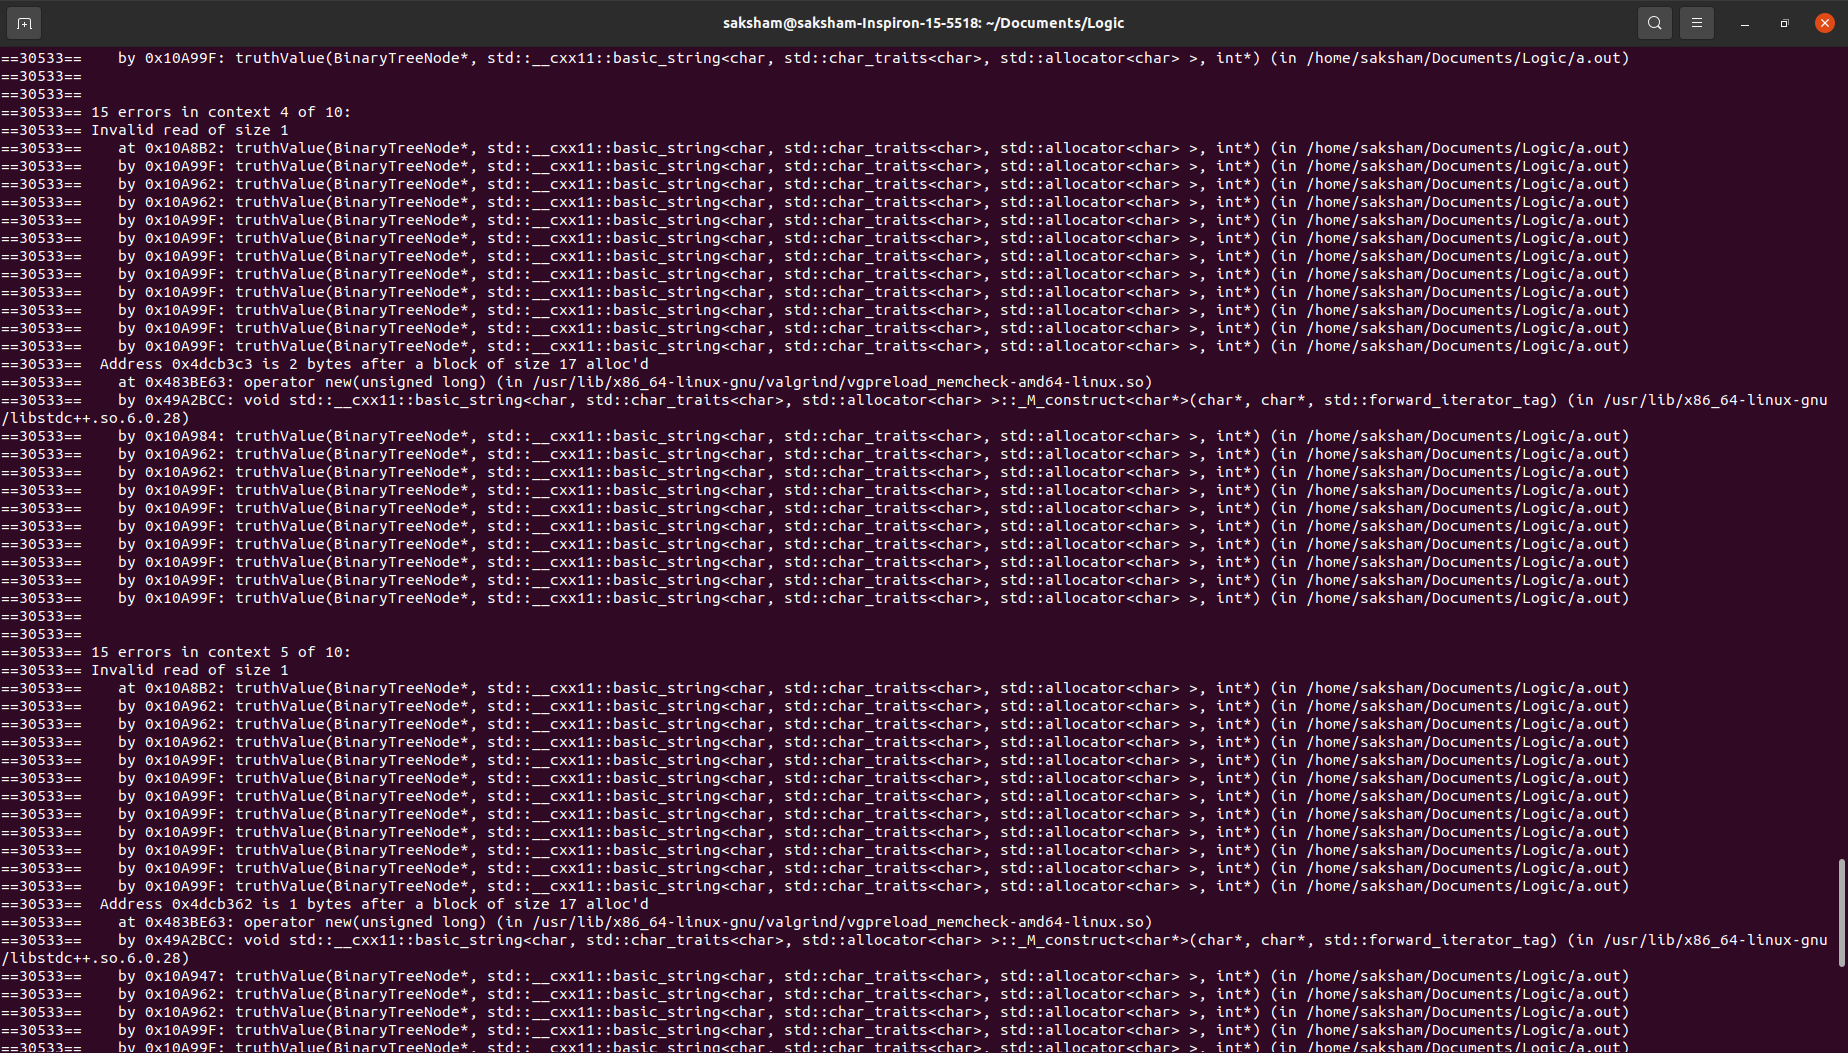 saksham@saksham-Inspiron-15-5518: ~/Documents/Logic
==30533==    by 0x10A99F: truthValue(BinaryTreeNode*, std::__cxx11::basic_string<char, std::char_traits<char>, std::allocator<char> >, int*) (in /home/saksham/Documents/Logic/a.out)
==30533==
==30533==
==30533== 15 errors in context 4 of 10:
==30533== Invalid read of size 1
==30533==    at 0x10A8B2: truthValue(BinaryTreeNode*, std::__cxx11::basic_string<char, std::char_traits<char>, std::allocator<char> >, int*) (in /home/saksham/Documents/Logic/a.out)
==30533==    by 0x10A99F: truthValue(BinaryTreeNode*, std::__cxx11::basic_string<char, std::char_traits<char>, std::allocator<char> >, int*) (in /home/saksham/Documents/Logic/a.out)
==30533==    by 0x10A962: truthValue(BinaryTreeNode*, std::__cxx11::basic_string<char, std::char_traits<char>, std::allocator<char> >, int*) (in /home/saksham/Documents/Logic/a.out)
==30533==    by 0x10A962: truthValue(BinaryTreeNode*, std::__cxx11::basic_string<char, std::char_traits<char>, std::allocator<char> >, int*) (in /home/saksham/Documents/Logic/a.out)
==30533==    by 0x10A99F: truthValue(BinaryTreeNode*, std::__cxx11::basic_string<char, std::char_traits<char>, std::allocator<char> >, int*) (in /home/saksham/Documents/Logic/a.out)
==30533==    by 0x10A99F: truthValue(BinaryTreeNode*, std::__cxx11::basic_string<char, std::char_traits<char>, std::allocator<char> >, int*) (in /home/saksham/Documents/Logic/a.out)
==30533==    by 0x10A99F: truthValue(BinaryTreeNode*, std::__cxx11::basic_string<char, std::char_traits<char>, std::allocator<char> >, int*) (in /home/saksham/Documents/Logic/a.out)
==30533==    by 0x10A99F: truthValue(BinaryTreeNode*, std::__cxx11::basic_string<char, std::char_traits<char>, std::allocator<char> >, int*) (in /home/saksham/Documents/Logic/a.out)
==30533==    by 0x10A99F: truthValue(BinaryTreeNode*, std::__cxx11::basic_string<char, std::char_traits<char>, std::allocator<char> >, int*) (in /home/saksham/Documents/Logic/a.out)
==30533==    by 0x10A99F: truthValue(BinaryTreeNode*, std::__cxx11::basic_string<char, std::char_traits<char>, std::allocator<char> >, int*) (in /home/saksham/Documents/Logic/a.out)
==30533==    by 0x10A99F: truthValue(BinaryTreeNode*, std::__cxx11::basic_string<char, std::char_traits<char>, std::allocator<char> >, int*) (in /home/saksham/Documents/Logic/a.out)
==30533==    by 0x10A99F: truthValue(BinaryTreeNode*, std::__cxx11::basic_string<char, std::char_traits<char>, std::allocator<char> >, int*) (in /home/saksham/Documents/Logic/a.out)
==30533==  Address 0x4dcb3c3 is 2 bytes after a block of size 17 alloc'd
==30533==    at 0x483BE63: operator new(unsigned long) (in /usr/lib/x86_64-linux-gnu/valgrind/vgpreload_memcheck-amd64-linux.so)
==30533==    by 0x49A2BCC: void std::__cxx11::basic_string<char, std::char_traits<char>, std::allocator<char> >::_M_construct<char*>(char*, char*, std::forward_iterator_tag) (in /usr/lib/x86_64-linux-gnu
/libstdc++.so.6.0.28)
==30533==    by 0x10A984: truthValue(BinaryTreeNode*, std::__cxx11::basic_string<char, std::char_traits<char>, std::allocator<char> >, int*) (in /home/saksham/Documents/Logic/a.out)
==30533==    by 0x10A962: truthValue(BinaryTreeNode*, std::__cxx11::basic_string<char, std::char_traits<char>, std::allocator<char> >, int*) (in /home/saksham/Documents/Logic/a.out)
==30533==    by 0x10A962: truthValue(BinaryTreeNode*, std::__cxx11::basic_string<char, std::char_traits<char>, std::allocator<char> >, int*) (in /home/saksham/Documents/Logic/a.out)
==30533==    by 0x10A99F: truthValue(BinaryTreeNode*, std::__cxx11::basic_string<char, std::char_traits<char>, std::allocator<char> >, int*) (in /home/saksham/Documents/Logic/a.out)
==30533==    by 0x10A99F: truthValue(BinaryTreeNode*, std::__cxx11::basic_string<char, std::char_traits<char>, std::allocator<char> >, int*) (in /home/saksham/Documents/Logic/a.out)
==30533==    by 0x10A99F: truthValue(BinaryTreeNode*, std::__cxx11::basic_string<char, std::char_traits<char>, std::allocator<char> >, int*) (in /home/saksham/Documents/Logic/a.out)
==30533==    by 0x10A99F: truthValue(BinaryTreeNode*, std::__cxx11::basic_string<char, std::char_traits<char>, std::allocator<char> >, int*) (in /home/saksham/Documents/Logic/a.out)
==30533==    by 0x10A99F: truthValue(BinaryTreeNode*, std::__cxx11::basic_string<char, std::char_traits<char>, std::allocator<char> >, int*) (in /home/saksham/Documents/Logic/a.out)
==30533==    by 0x10A99F: truthValue(BinaryTreeNode*, std::__cxx11::basic_string<char, std::char_traits<char>, std::allocator<char> >, int*) (in /home/saksham/Documents/Logic/a.out)
==30533==    by 0x10A99F: truthValue(BinaryTreeNode*, std::__cxx11::basic_string<char, std::char_traits<char>, std::allocator<char> >, int*) (in /home/saksham/Documents/Logic/a.out)
==30533==
==30533==
==30533== 15 errors in context 5 of 10:
==30533== Invalid read of size 1
==30533==    at 0x10A8B2: truthValue(BinaryTreeNode*, std::__cxx11::basic_string<char, std::char_traits<char>, std::allocator<char> >, int*) (in /home/saksham/Documents/Logic/a.out)
==30533==    by 0x10A962: truthValue(BinaryTreeNode*, std::__cxx11::basic_string<char, std::char_traits<char>, std::allocator<char> >, int*) (in /home/saksham/Documents/Logic/a.out)
==30533==    by 0x10A962: truthValue(BinaryTreeNode*, std::__cxx11::basic_string<char, std::char_traits<char>, std::allocator<char> >, int*) (in /home/saksham/Documents/Logic/a.out)
==30533==    by 0x10A962: truthValue(BinaryTreeNode*, std::__cxx11::basic_string<char, std::char_traits<char>, std::allocator<char> >, int*) (in /home/saksham/Documents/Logic/a.out)
==30533==    by 0x10A99F: truthValue(BinaryTreeNode*, std::__cxx11::basic_string<char, std::char_traits<char>, std::allocator<char> >, int*) (in /home/saksham/Documents/Logic/a.out)
==30533==    by 0x10A99F: truthValue(BinaryTreeNode*, std::__cxx11::basic_string<char, std::char_traits<char>, std::allocator<char> >, int*) (in /home/saksham/Documents/Logic/a.out)
==30533==    by 0x10A99F: truthValue(BinaryTreeNode*, std::__cxx11::basic_string<char, std::char_traits<char>, std::allocator<char> >, int*) (in /home/saksham/Documents/Logic/a.out)
==30533==    by 0x10A99F: truthValue(BinaryTreeNode*, std::__cxx11::basic_string<char, std::char_traits<char>, std::allocator<char> >, int*) (in /home/saksham/Documents/Logic/a.out)
==30533==    by 0x10A99F: truthValue(BinaryTreeNode*, std::__cxx11::basic_string<char, std::char_traits<char>, std::allocator<char> >, int*) (in /home/saksham/Documents/Logic/a.out)
==30533==    by 0x10A99F: truthValue(BinaryTreeNode*, std::__cxx11::basic_string<char, std::char_traits<char>, std::allocator<char> >, int*) (in /home/saksham/Documents/Logic/a.out)
==30533==    by 0x10A99F: truthValue(BinaryTreeNode*, std::__cxx11::basic_string<char, std::char_traits<char>, std::allocator<char> >, int*) (in /home/saksham/Documents/Logic/a.out)
==30533==    by 0x10A99F: truthValue(BinaryTreeNode*, std::__cxx11::basic_string<char, std::char_traits<char>, std::allocator<char> >, int*) (in /home/saksham/Documents/Logic/a.out)
==30533==  Address 0x4dcb362 is 1 bytes after a block of size 17 alloc'd
==30533==    at 0x483BE63: operator new(unsigned long) (in /usr/lib/x86_64-linux-gnu/valgrind/vgpreload_memcheck-amd64-linux.so)
==30533==    by 0x49A2BCC: void std::__cxx11::basic_string<char, std::char_traits<char>, std::allocator<char> >::_M_construct<char*>(char*, char*, std::forward_iterator_tag) (in /usr/lib/x86_64-linux-gnu
/libstdc++.so.6.0.28)
==30533==    by 0x10A947: truthValue(BinaryTreeNode*, std::__cxx11::basic_string<char, std::char_traits<char>, std::allocator<char> >, int*) (in /home/saksham/Documents/Logic/a.out)
==30533==    by 0x10A962: truthValue(BinaryTreeNode*, std::__cxx11::basic_string<char, std::char_traits<char>, std::allocator<char> >, int*) (in /home/saksham/Documents/Logic/a.out)
==30533==    by 0x10A962: truthValue(BinaryTreeNode*, std::__cxx11::basic_string<char, std::char_traits<char>, std::allocator<char> >, int*) (in /home/saksham/Documents/Logic/a.out)
==30533==    by 0x10A99F: truthValue(BinaryTreeNode*, std::__cxx11::basic_string<char, std::char_traits<char>, std::allocator<char> >, int*) (in /home/saksham/Documents/Logic/a.out)
==30533==    by 0x10A99F: truthValue(BinaryTreeNode*, std::__cxx11::basic_string<char, std::char_traits<char>, std::allocator<char> >, int*) (in /home/saksham/Documents/Logic/a.out)